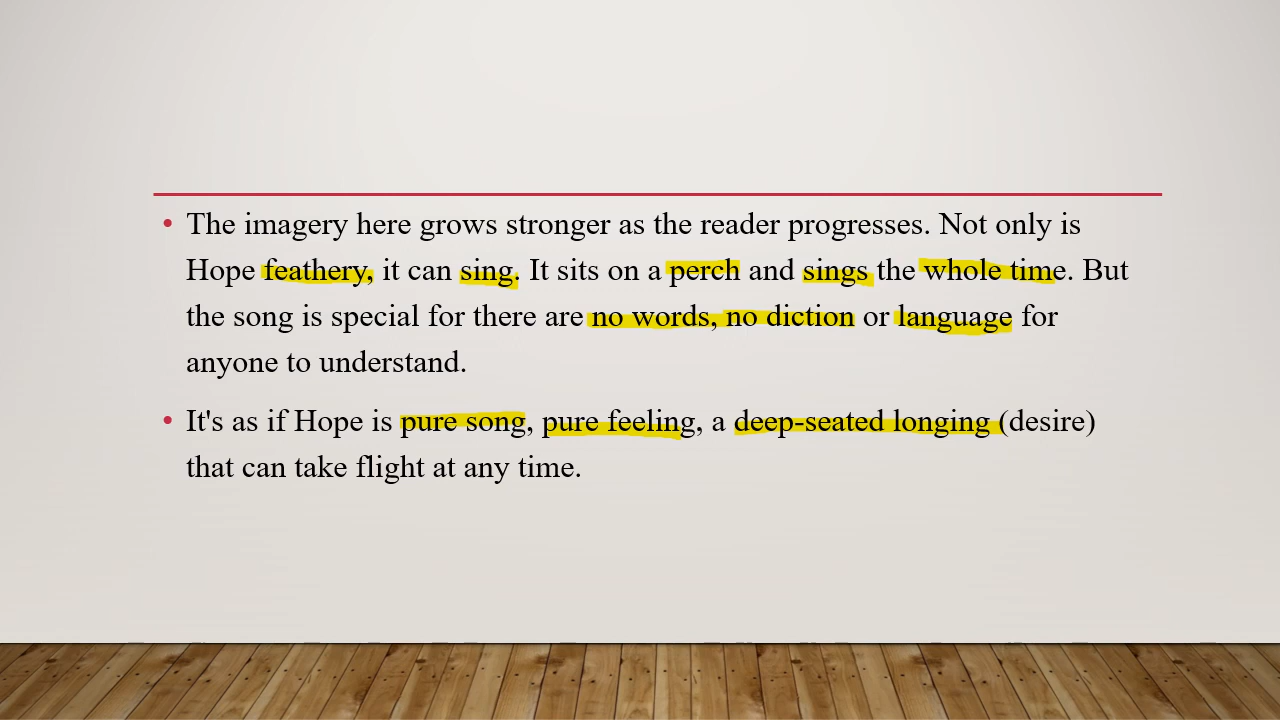 • The imagery here grows stronger as the reader progresses. Not only is
Hope feathery, it can sing. It sits on a perch and sings the whole time. But
the song is special for there are no words, no diction or language for
anyone to understand.
• It's as if Hope is pure song, pure feeling, a deep-seated longing (desire)
that can take flight at any time.